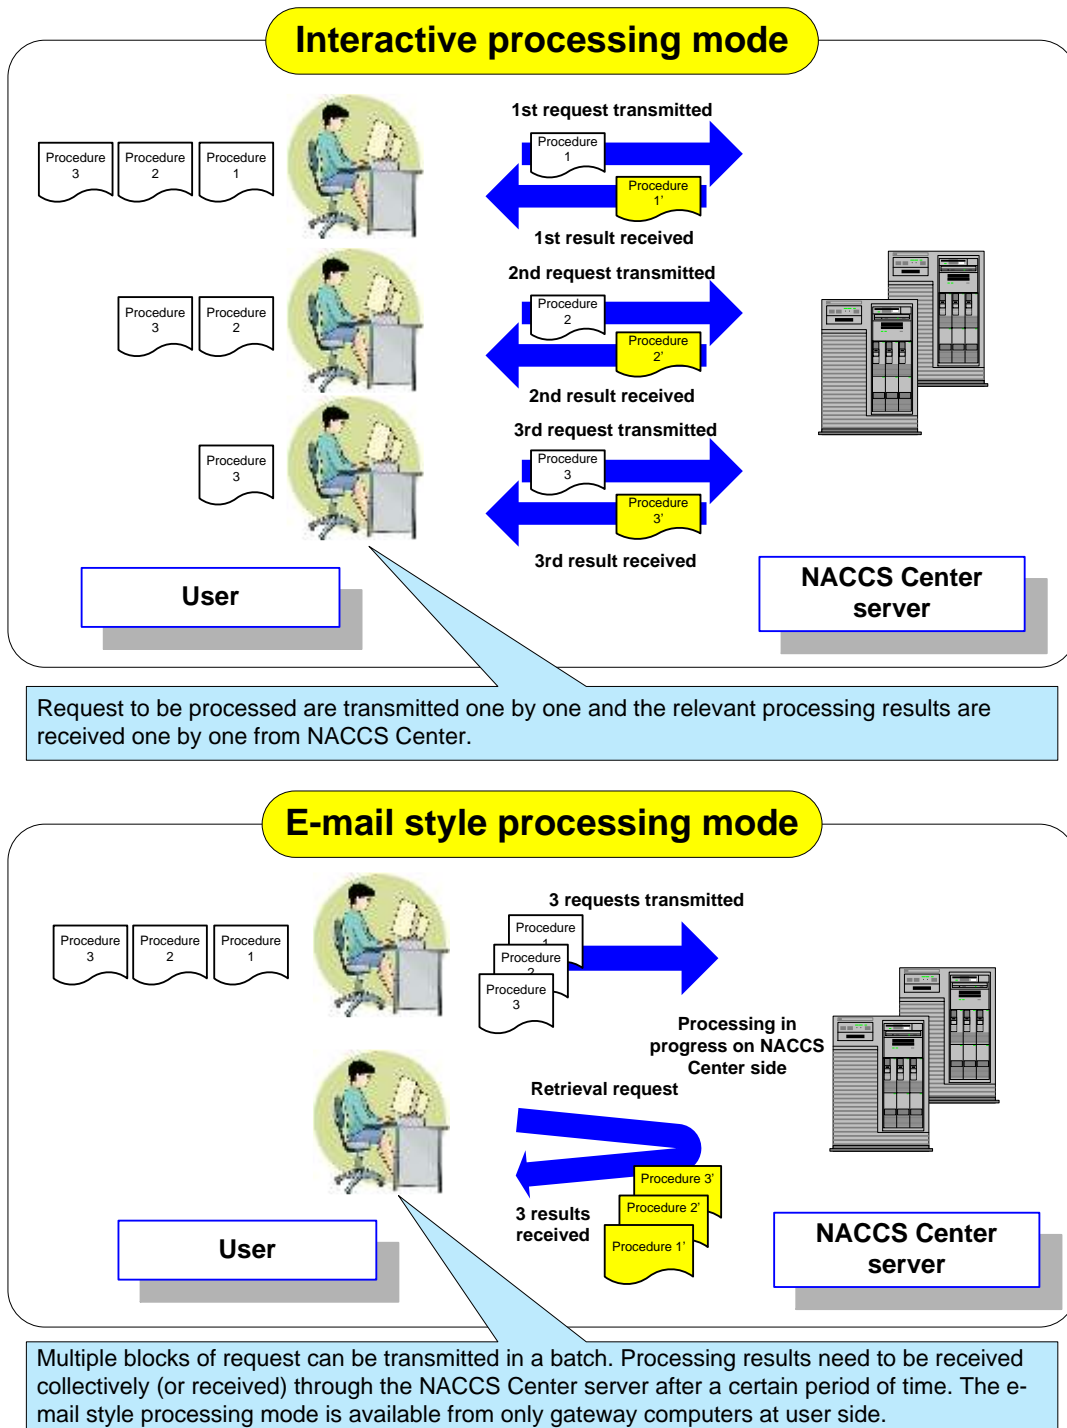 Interactive processing mode
1st request transmitted
Procedure
3
Procedure
2
Procedure
1
Procedure
1
Procedure
1'
1st result received
2nd request transmitted
Procedure
3
Procedure
2
Procedure
2
Procedure
2'
2nd result received
3rd request transmitted
Procedure
3
Procedure
3
Procedure
3'
3rd result received
User
NACCS Center
server
Request to be processed are transmitted one by one and the relevant processing results are
received one by one from NACCS Center.
E-mail style processing mode
3 requests transmitted
Procedure
3
Procedure
2
Procedure
1
Procedure
1
Procedure
2
Procedure
3
Processing in
progress on NACCS
Center side
Retrieval request
Procedure 3'
Procedure 2'
Procedure 1'
3 results
received
User
NACCS Center
server
Multiple blocks of request can be transmitted in a batch. Processing results need to be received
collectively (or received) through the NACCS Center server after a certain period of time. The e-
mail style processing mode is available from only gateway computers at user side.